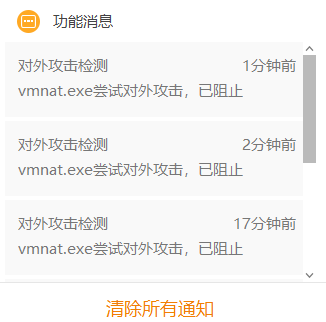 功能消息
对外攻击检测 1分钟前
vmnat.exe尝试对外攻击，已阻止
对外攻击检测 2分钟前
vmnat.exe尝试对外攻击，已阻止
对外攻击检测 17分钟前
vmnat.exe尝试对外攻击，已阻止
清除所有通知